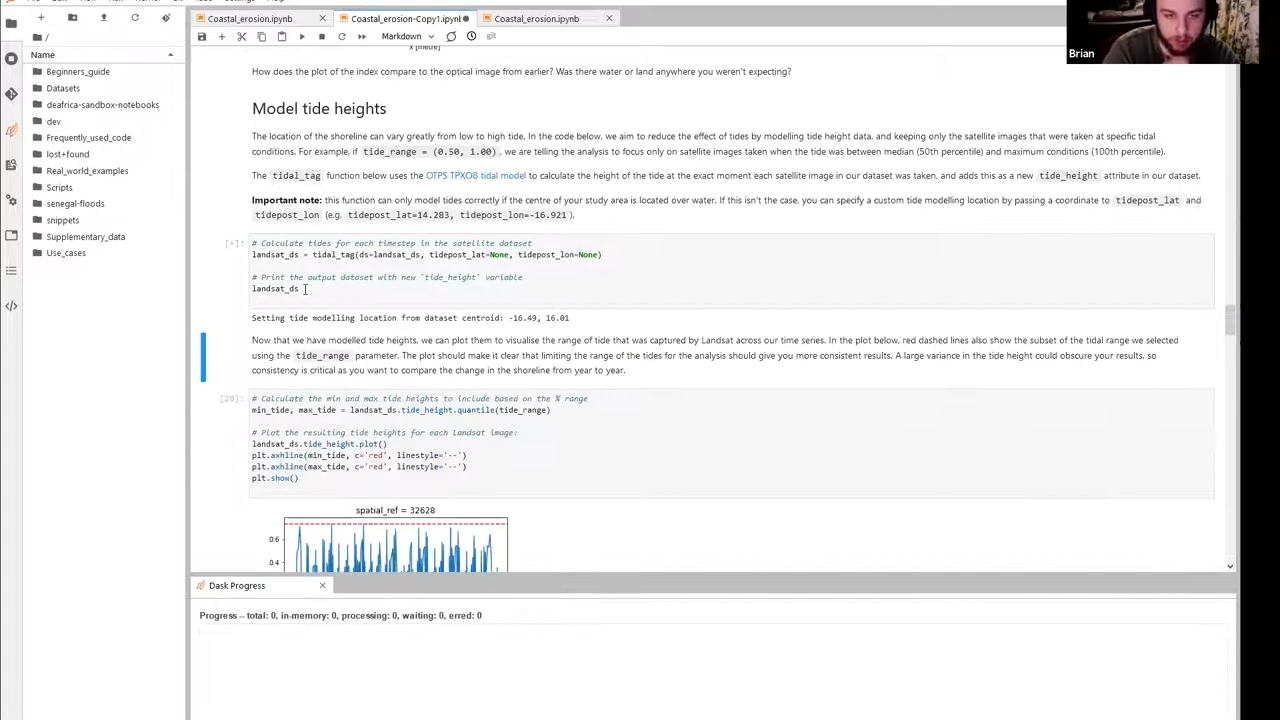 Coastal_erosion.ipynb
Coastal_erosion-Copy1.ipynb
Coastal_erosion.ipynb
Brian
Markdown
git
/
Name
Beginners_guide
Datasets
deafrica-sandbox-notebooks
dev
Frequently_used_code
lost+found
Real_world_examples
Scripts
senegal-floods
snippets
Supplementary_data
Use_cases
x [metre]
How does the plot of the index compare to the optical image from earlier? Was there water or land anywhere you weren't expecting?
Model tide heights
The location of the shoreline can vary greatly from low to high tide. In the code below, we aim to reduce the effect of tides by modelling tide height data, and keeping only the satellite images that were taken at specific tidal
conditions. For example, if tide_range = (0.50, 1.00), we are telling the analysis to focus only on satellite images taken when the tide was between median (50th percentile) and maximum conditions (100th percentile).
The tidal_tag function below uses the OTPS TPXO8 tidal model to calculate the height of the tide at the exact moment each satellite image in our dataset was taken, and adds this as a new tide_height attribute in our dataset.
Important note: this function can only model tides correctly if the centre of your study area is located over water. If this isn't the case, you can specify a custom tide modelling location by passing a coordinate to tidepost_lat and
tidepost_lon (e.g. tidepost_lat=14.283, tidepost_lon=-16.921).
[*]:
# Calculate tides for each timestep in the satellite dataset
landsat_ds = tidal_tag(ds=landsat_ds, tidepost_lat=None, tidepost_lon=None)
# Print the output dataset with new `tide_height` variable
landsat_ds
Setting tide modelling location from dataset centroid: -16.49, 16.01
Now that we have modelled tide heights, we can plot them to visualise the range of tide that was captured by Landsat across our time series. In the plot below, red dashed lines also show the subset of the tidal range we selected
using the tide_range parameter. The plot should make it clear that limiting the range of the tides for the analysis should give you more consistent results. A large variance in the tide height could obscure your results, so
consistency is critical as you want to compare the change in the shoreline from year to year.
[20]:
# Calculate the min and max tide heights to include based on the % range
min_tide, max_tide = landsat_ds.tide_height.quantile(tide_range)
# Plot the resulting tide heights for each Landsat image:
landsat_ds.tide_height.plot()
plt.axhline(min_tide, c='red', linestyle='--')
plt.axhline(max_tide, c='red', linestyle='--')
plt.show()
spatial_ref = 32628
0.6
0.4
Dask Progress
Progress -- total: 0, in-memory: 0, processing: 0, waiting: 0, erred: 0